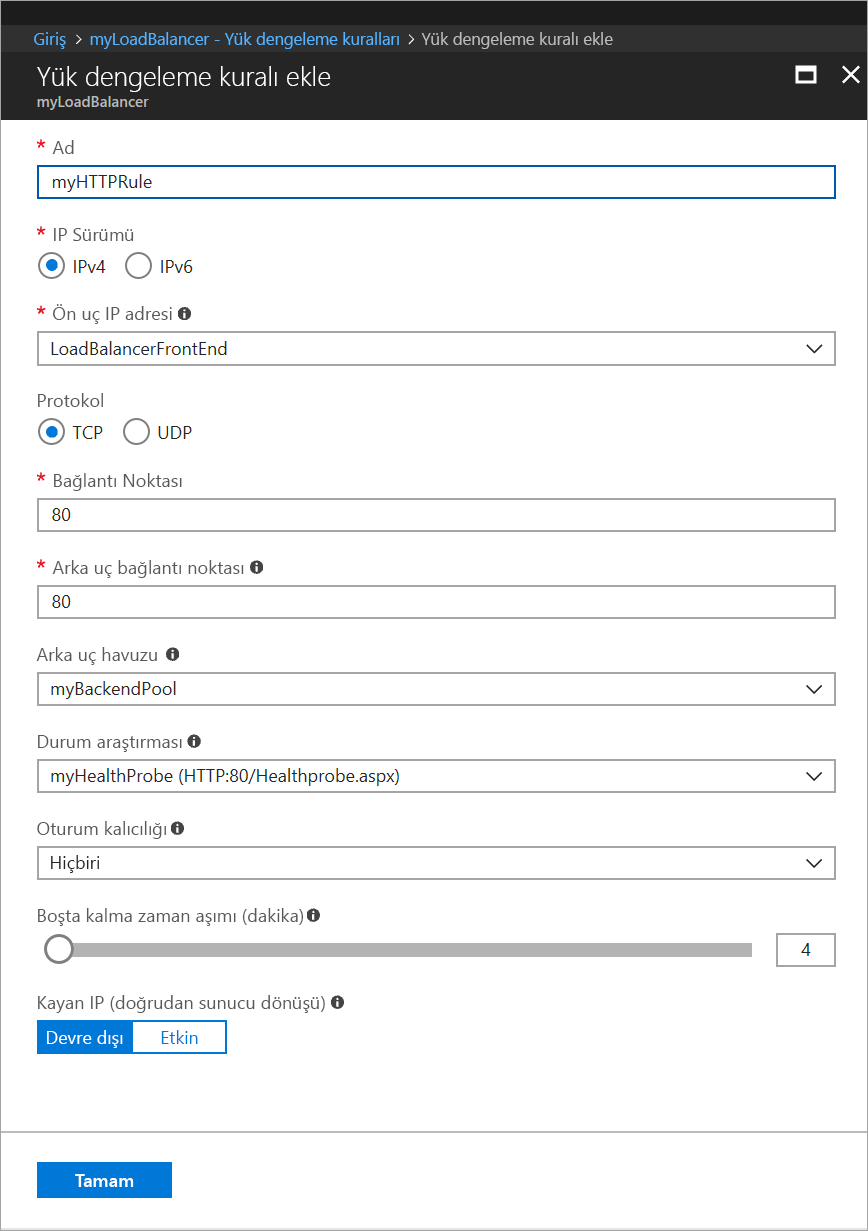 Giriş > myLoadBalancer - Yük dengeleme kuralları > Yük dengeleme kuralı ekle
Yük dengeleme kuralı ekle
myLoadBalancer
* Ad
myHTTPRule
* IP Sürümü
IPv4 IPv6
* Ön uç IP adresi
LoadBalancerFrontEnd
Protokol
TCP UDP
* Bağlantı Noktası
80
* Arka uç bağlantı noktası
80
Arka uç havuzu
myBackendPool
Durum araştırması
myHealthProbe (HTTP:80/Healthprobe.aspx)
Oturum kalıcılığı
Hiçbiri
Boşta kalma zaman aşımı (dakika)
4
Kayan IP (doğrudan sunucu dönüşü)
Devre dışı Etkin
Tamam